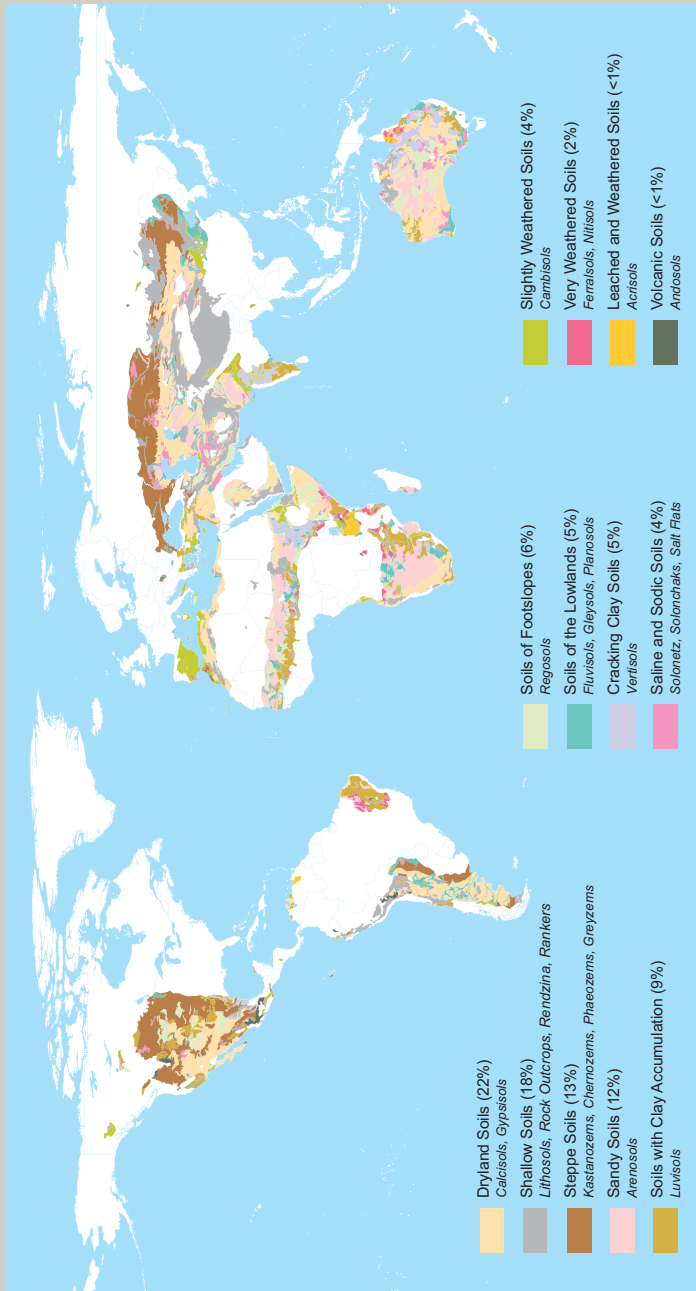 Dryland Soils (22%)
Calcisols, Gypsisols
Shallow Soils (18%)
Lithosols, Rock Outcrops, Rendzina, Rankers
Steppe Soils (13%)
Kastanozems, Chernozems, Phaeozems, Greyzems
Sandy Soils (12%)
Arenosols
Soils with Clay Accumulation (9%)
Luvisols
Soils of Footslopes (6%)
Regosols
Soils of the Lowlands (5%)
Fluvisols, Gleysols, Planosols
Cracking Clay Soils (5%)
Vertisols
Saline and Sodic Soils (4%)
Solonetz, Solonchaks, Salt Flats
Slightly Weathered Soils (4%)
Cambisols
Very Weathered Soils (2%)
Ferralsols, Nitisols
Leached and Weathered Soils (<1%)
Acrisols
Volcanic Soils (<1%)
Andosols